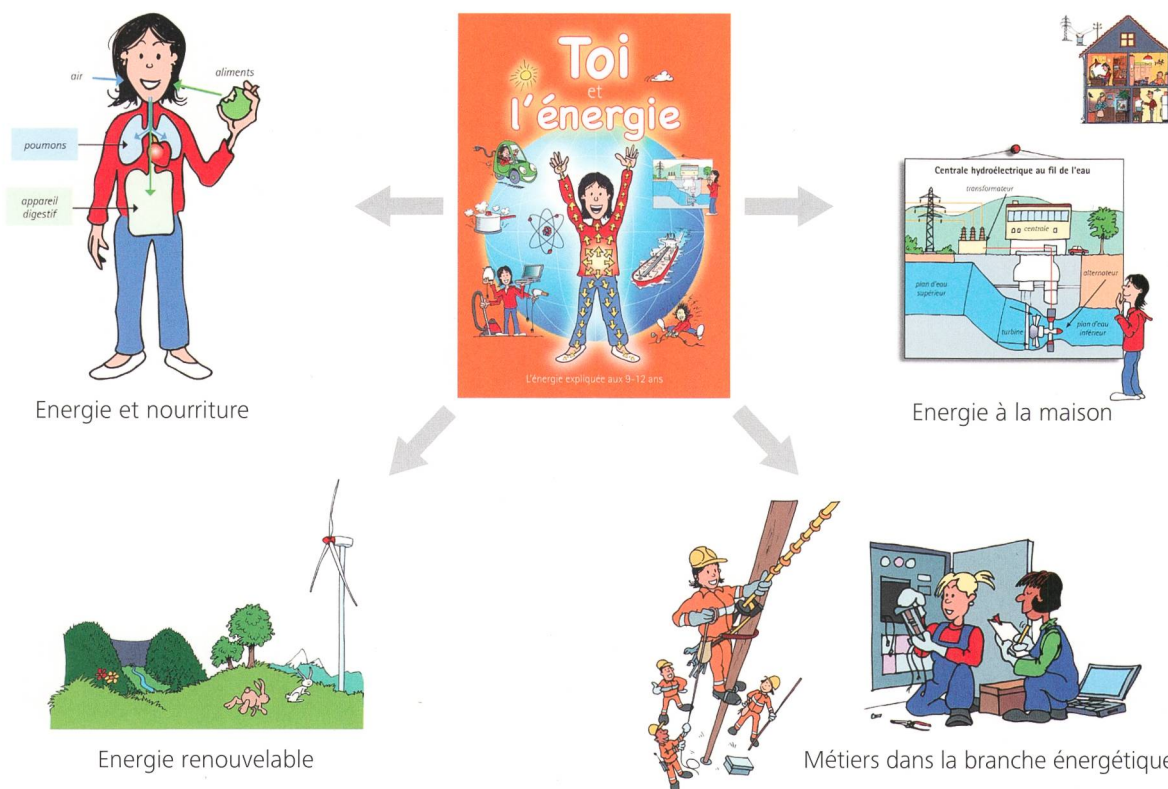 air
aliments
poumons
appareil
digestif
Energie et nourriture
Toi
et
l'énergie
L'énergie expliquée aux 9-12 ans
Centrale hydroélectrique au fil de l'eau
transformateur
centrale
alternateur
plan d'eau
supérieur
turbine
plan d'eau
inférieur
Energie à la maison
Energie renouvelable
Métiers dans la branche énergétique